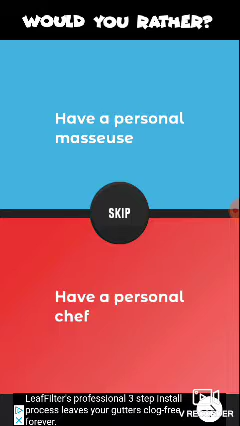 WOULD YOU RATHER?
Have a personal
masseuse
SKIP
Have a personal
chef
LeafFilter's professional 3 step install
process leaves your gutters clog-free,
forever.